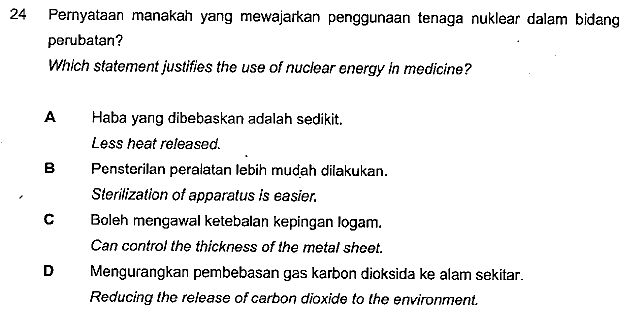 24 Pernyataan manakah yang mewajarkan penggunaan tenaga nuklear dalam bidang
perubatan?
Which statement justifies the use of nuclear energy in medicine?
A Haba yang dibebaskan adalah sedikit.
Less heat released.
B Pensterilan peralatan lebih mudah dilakukan.
Sterilization of apparatus is easier.
C Boleh mengawal ketebalan kepingan logam.
Can control the thickness of the metal sheet.
D Mengurangkan pembebasan gas karbon dioksida ke alam sekitar.
Reducing the release of carbon dioxide to the environment.